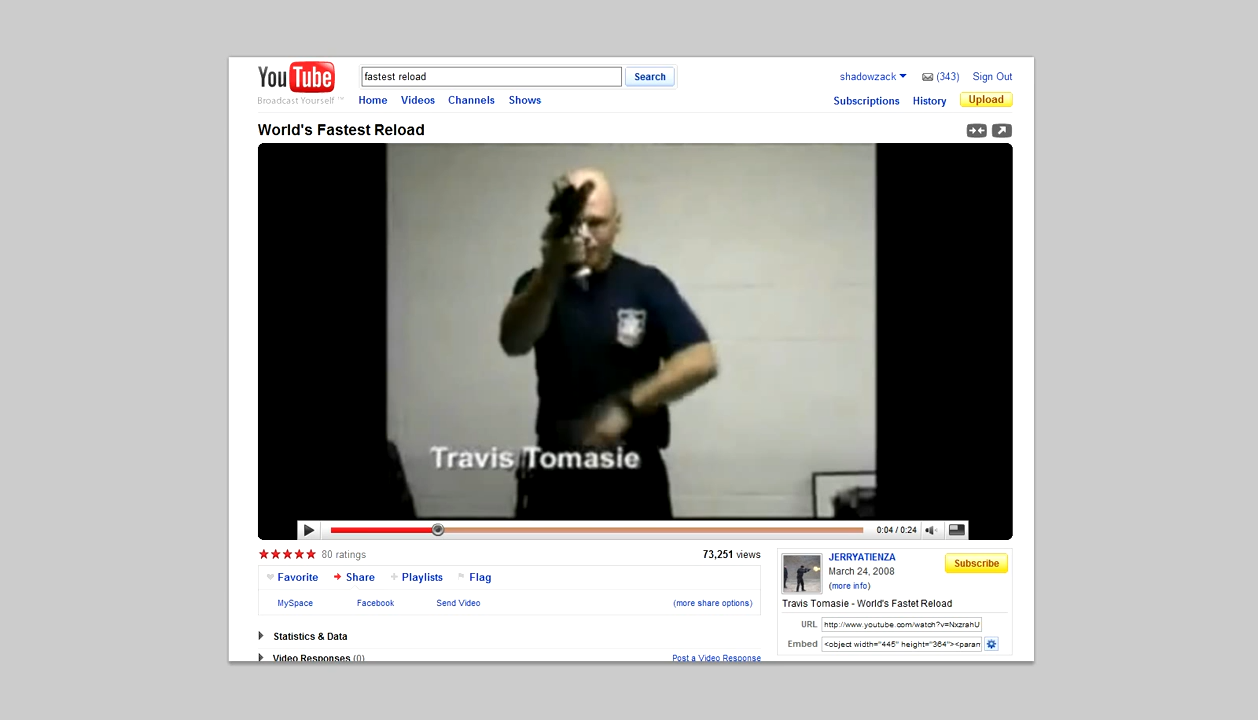 YouTube
Broadcast Yourself ™
fastest reload
Search
shadowzack
(343)
Sign Out
Home
Videos
Channels
Shows
Subscriptions
History
Upload
World's Fastest Reload
Travis Tomasie
0:04 / 0:24
80 ratings
73,251 views
Favorite
Share
Playlists
Flag
MySpace
Facebook
Send Video
(more share options)
Statistics & Data
Video Responses (0)
Post a Video Response
JERRYATIENZA
March 24, 2008
(more info)
Subscribe
Travis Tomasie - World's Fastet Reload
URL
http://www.youtube.com/watch?v=NxzrahU
Embed
<object width="445" height="364"><paran